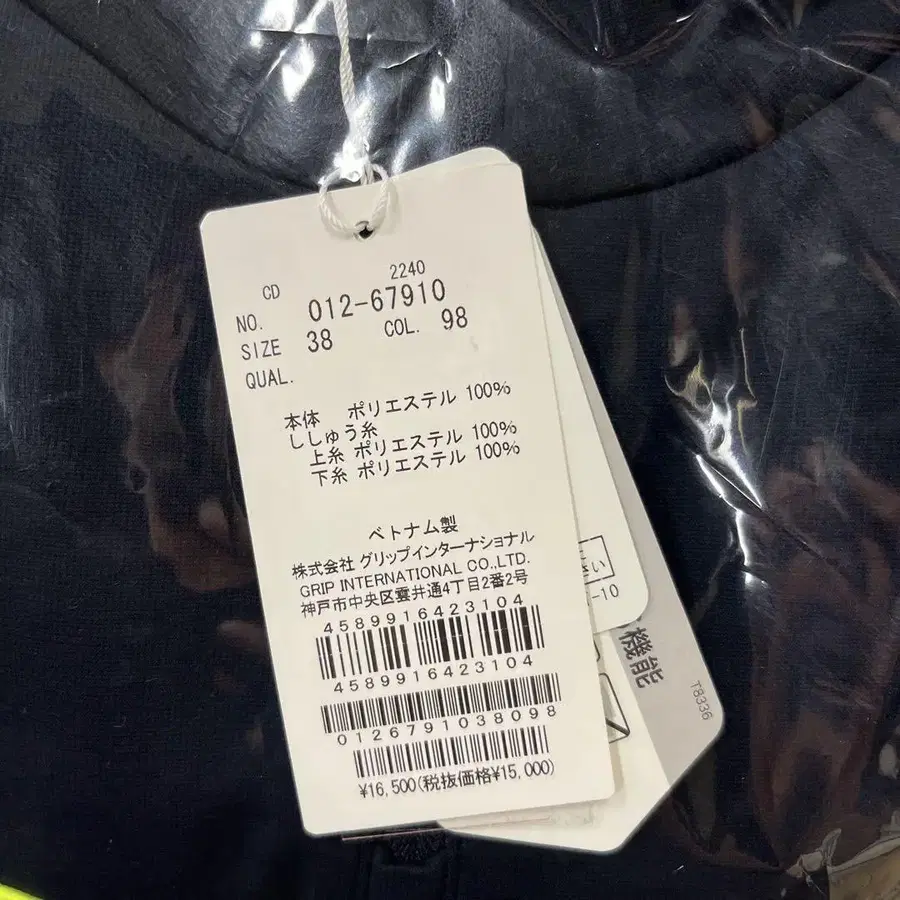 2240
CD
NO. 012-67910
SIZE 38 COL. 98
QUAL.
本体 ポリエステル 100%
ししゅう糸
上糸 ポリエステル 100%
下糸 ポリエステル 100%
ベトナム製
株式会社 グリップインターナショナル
GRIP INTERNATIONAL CO.,LTD.
神戸市中央区雲井通4丁目2番2号
4589916423104
4589916423104
0126791038098
¥16,500(税抜価格¥15,000)
い
-10
機能
T8336